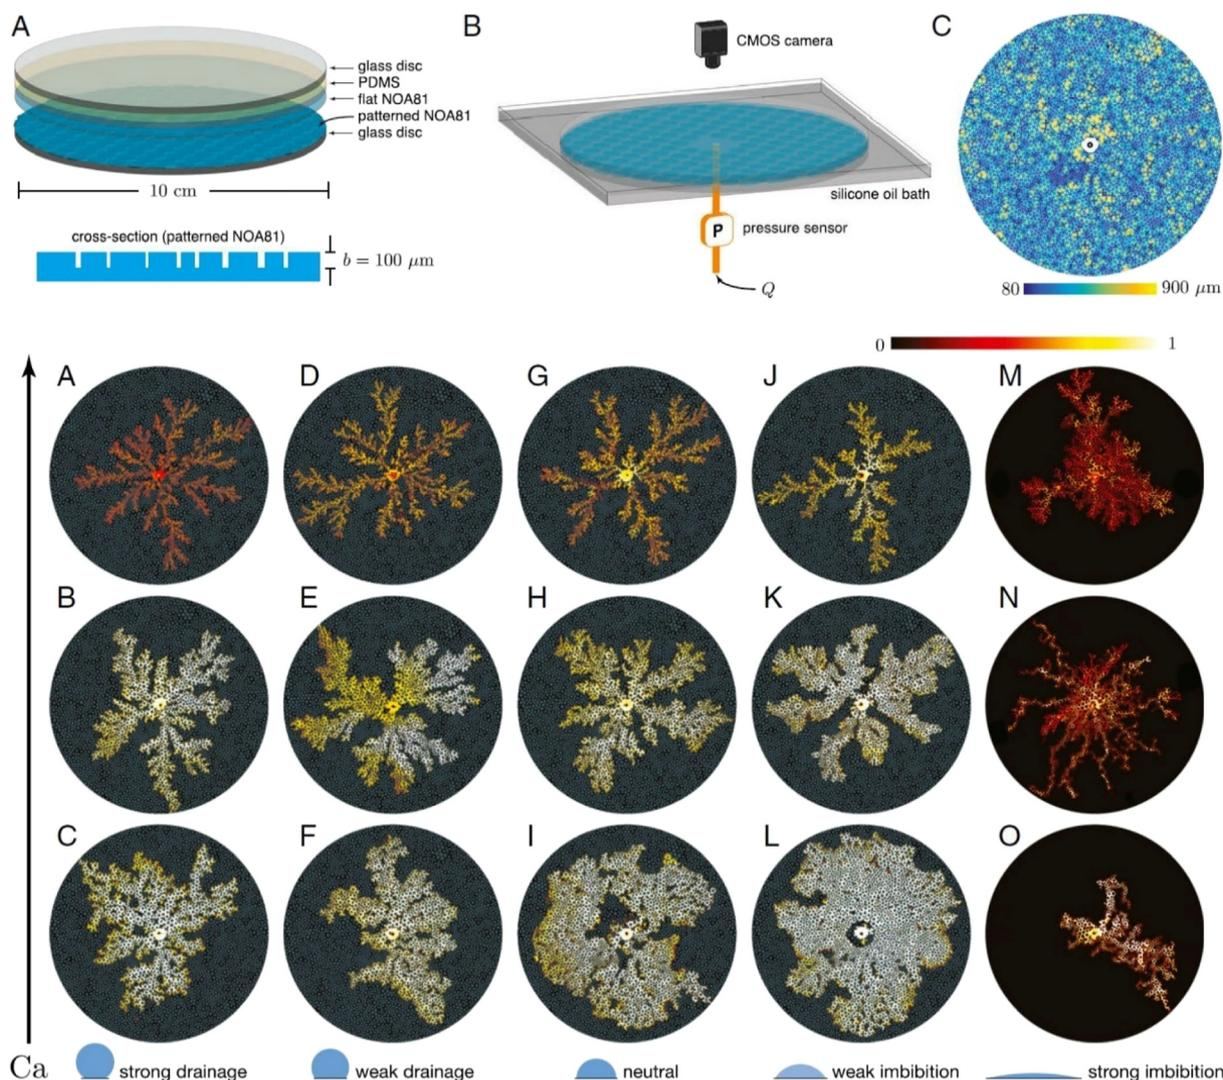 A
glass disc
PDMS
flat NOA81
patterned NOA81
glass disc
10 cm
cross-section (patterned NOA81)
b = 100 μm
B
CMOS camera
silicone oil bath
P
pressure sensor
Q
C
80
900 μm
0
1
A
D
G
J
M
B
E
H
K
N
C
F
I
L
O
Ca
strong drainage
weak drainage
neutral
weak imbibition
strong imbibition